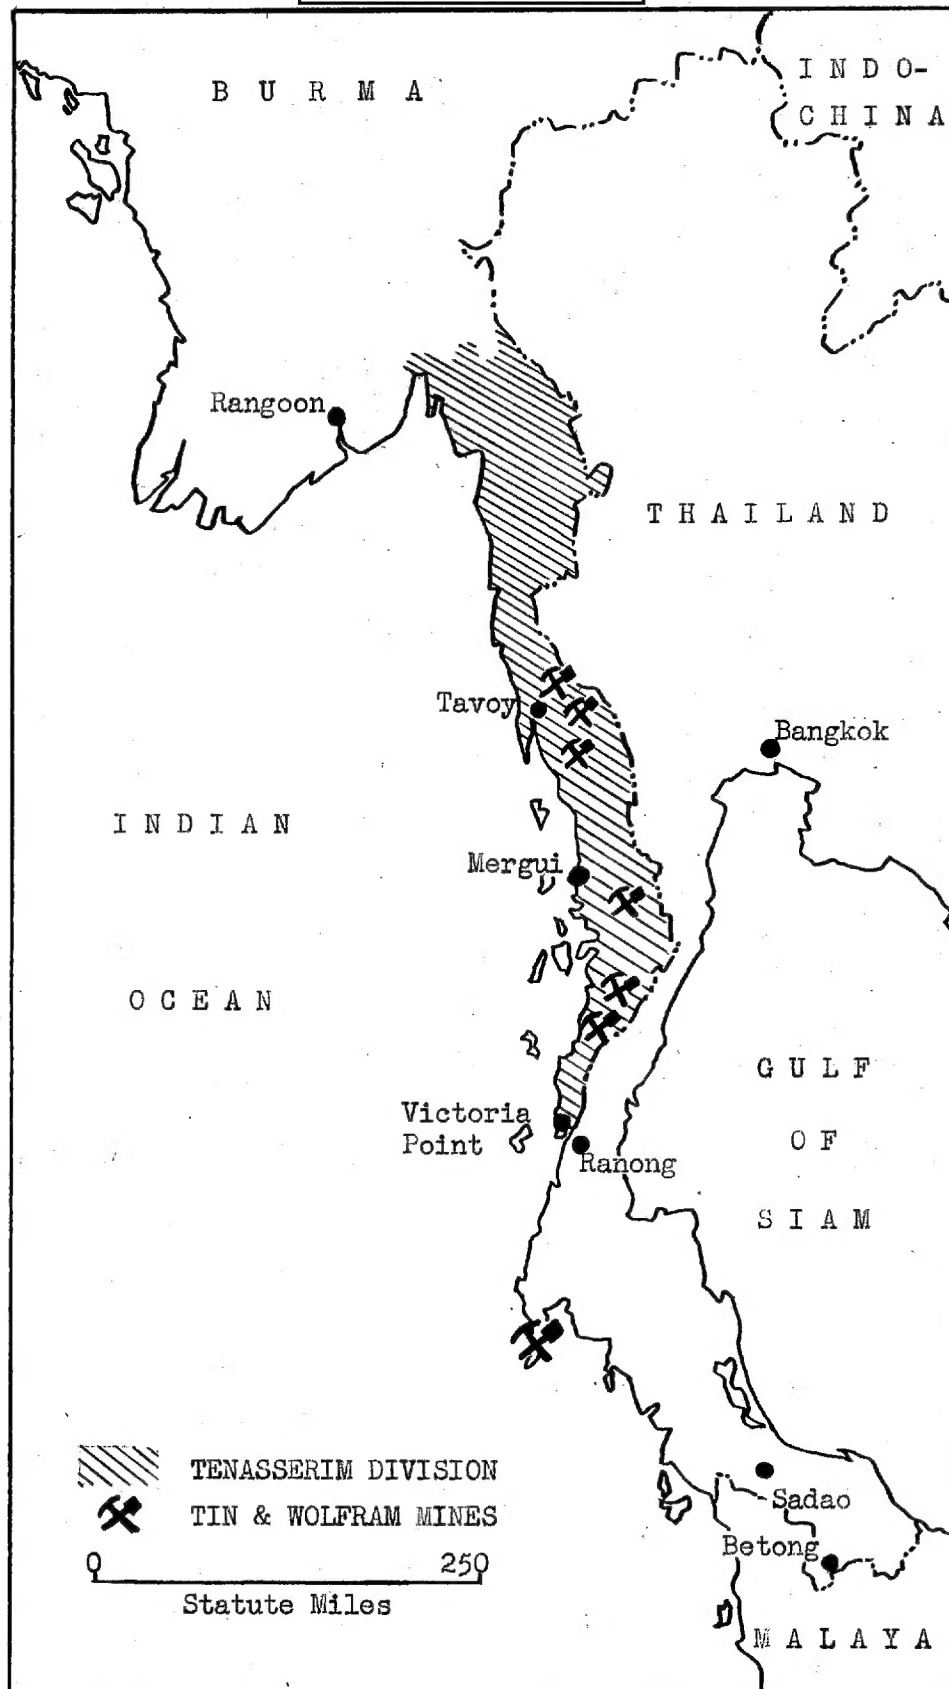 BURMA
INDO-
CHINA
Rangoon
THAILAND
Tavoy
Bangkok
INDIAN
Mergui
OCEAN
GULF
OF
SIAM
Victoria
Point
Ranong
TENASSERIM DIVISION
TIN & WOLFRAM MINES
0 250
Statute Miles
Sadao
Betong
MALAYA